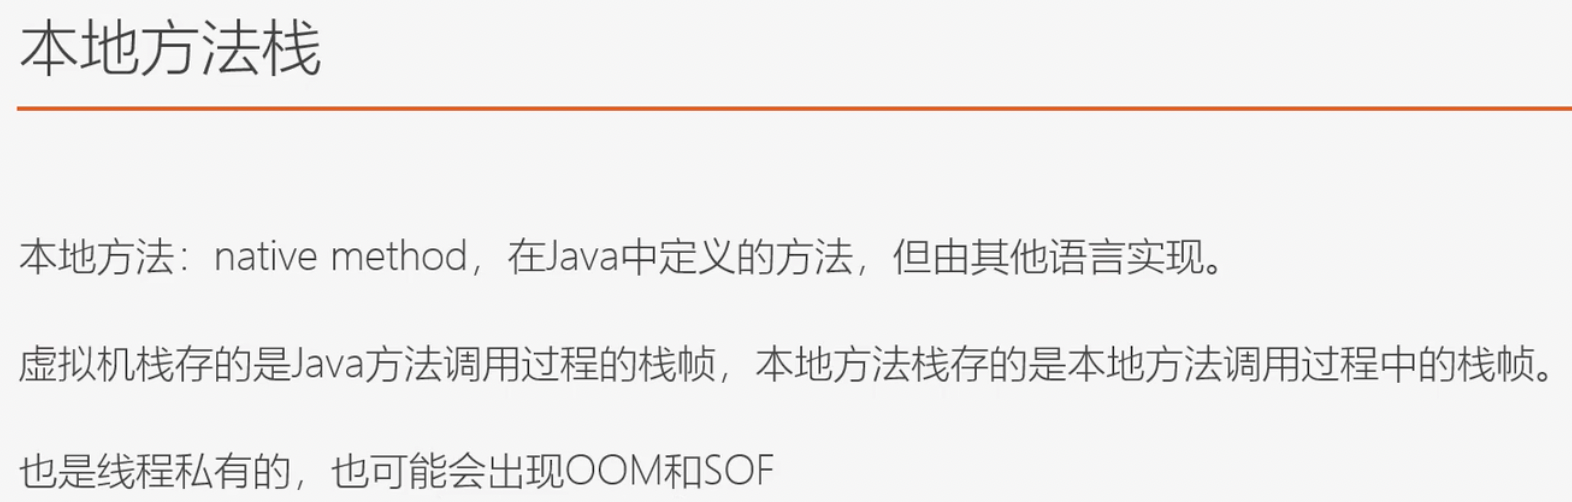 本地方法栈
本地方法：native method，在Java中定义的方法，但由其他语言实现。
虚拟机栈存的是Java方法调用过程的栈帧，本地方法栈存的是本地方法调用过程中的栈帧。
也是线程私有的，也可能会出现OOM和SOF